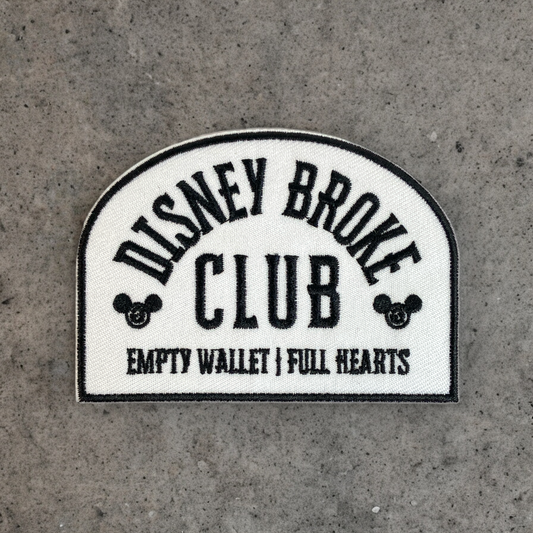 DISNEY BROKE
CLUB
EMPTY WALLET | FULL HEARTS